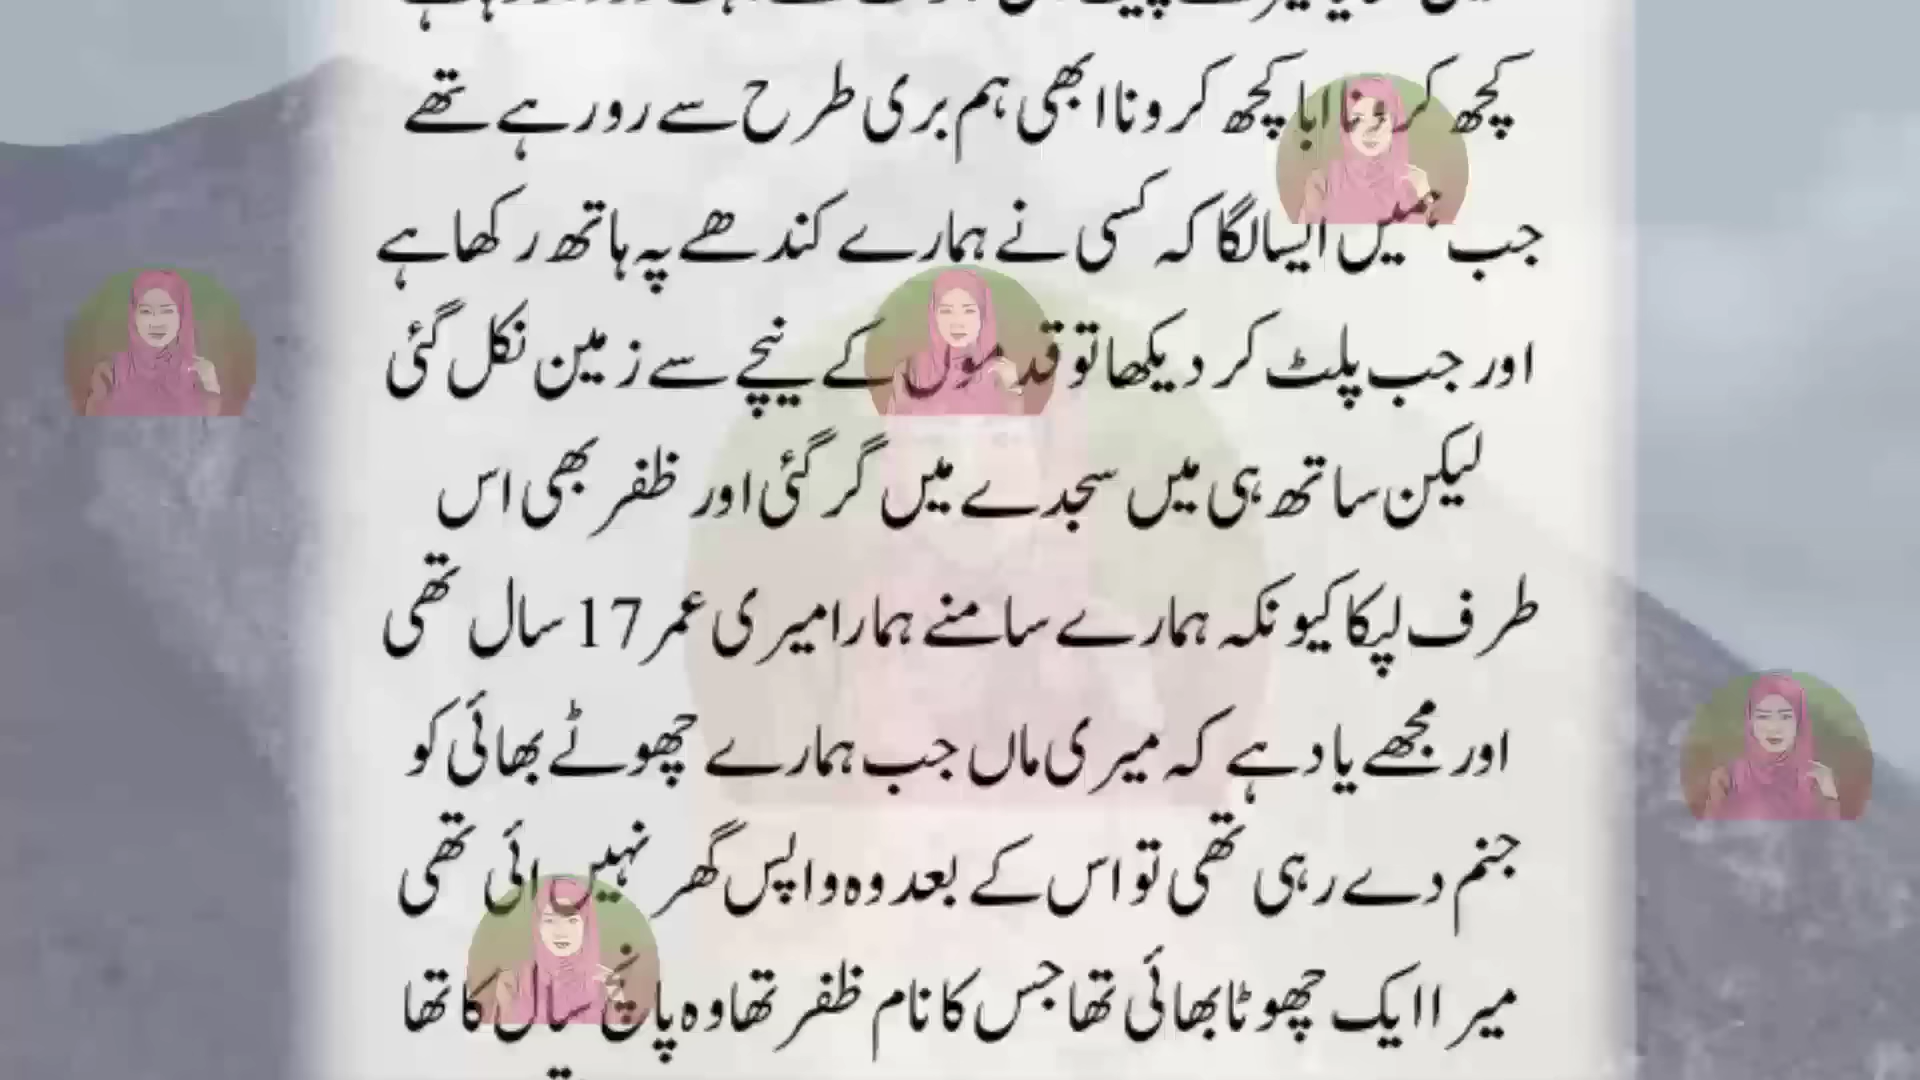 کچھ کرونا ابا کچھ کرونا ابھی ہم بری طرح سے رو رہے تھے
جب ہمیں ایسا لگا کہ کسی نے ہمارے کندھے پہ ہاتھ رکھا ہے
اور جب پلٹ کر دیکھا تو قدموں کے نیچے سے زمین نکل گئی
لیکن ساتھ ہی میں سجدے میں گر گئی اور ظفر بھی اس
طرف لپکا کیونکہ ہمارے سامنے ہمارا میری عمر 17 سال تھی
اور مجھے یاد ہے کہ میری ماں جب ہمارے چھوٹے بھائی کو
جنم دے رہی تھی تو اس کے بعد وہ واپس گھر نہیں ائی تھی
میرا ایک چھوٹا بھائی تھا جس کا نام ظفر تھا وہ پانچ سال کا تھا